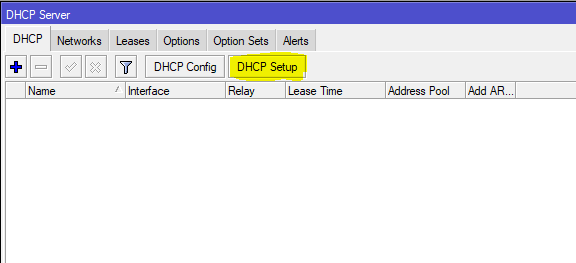 DHCP Server
DHCP Networks Leases Options Option Sets Alerts
DHCP Config DHCP Setup
Name Interface Relay Lease Time Address Pool Add AR...